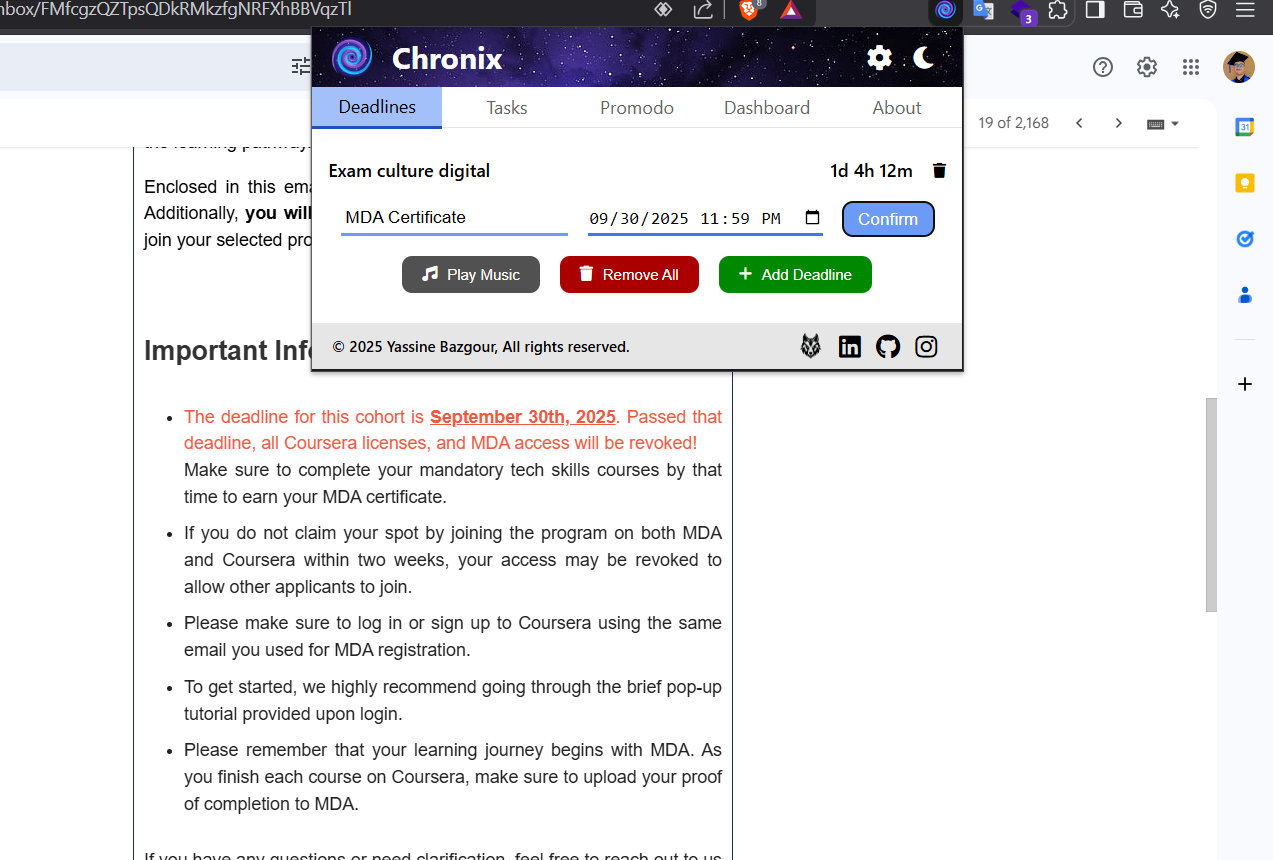 nbox/FMfcgzQZTpsQDkRMkzfgNRFXhBBVqzTl
8
3
Chronix
Deadlines Tasks Promodo Dashboard About
19 of 2,168
31
Exam culture digital 1d 4h 12m
MDA Certificate 09/30/2025 11:59 PM Confirm
Play Music Remove All Add Deadline
© 2025 Yassine Bazgour, All rights reserved.
the learning pathway.
Enclosed in this ema
Additionally, you will
join your selected pro
Important Info
The deadline for this cohort is September 30th, 2025. Passed that
deadline, all Coursera licenses, and MDA access will be revoked!
Make sure to complete your mandatory tech skills courses by that
time to earn your MDA certificate.
If you do not claim your spot by joining the program on both MDA
and Coursera within two weeks, your access may be revoked to
allow other applicants to join.
Please make sure to log in or sign up to Coursera using the same
email you used for MDA registration.
To get started, we highly recommend going through the brief pop-up
tutorial provided upon login.
Please remember that your learning journey begins with MDA. As
you finish each course on Coursera, make sure to upload your proof
of completion to MDA.
If you have any questions or need clarification, feel free to reach out to us